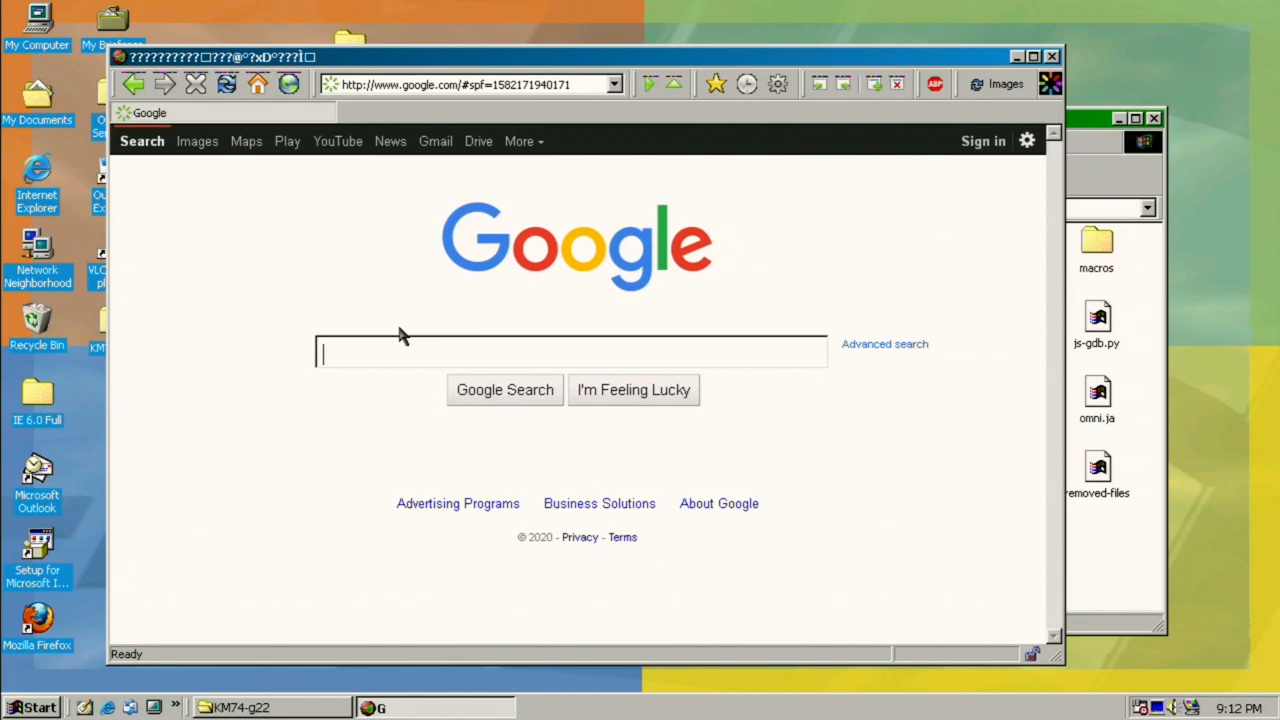 My Computer
My Documents
Internet
Explorer
Network
Neighborhood
Recycle Bin
IE 6.0 Full
Microsoft
Outlook
Setup for
Microsoft I...
Mozilla Firefox
http://www.google.com/#spf=1582171940171
ABP
Images
Google
Search Images Maps Play YouTube News Gmail Drive More
Sign in
Google
Advanced search
Google Search
I'm Feeling Lucky
Advertising Programs Business Solutions About Google
© 2020 - Privacy - Terms
Ready
macros
js-gdb.py
omni.ja
removed-files
Start
KM74-g22
G
9:12 PM